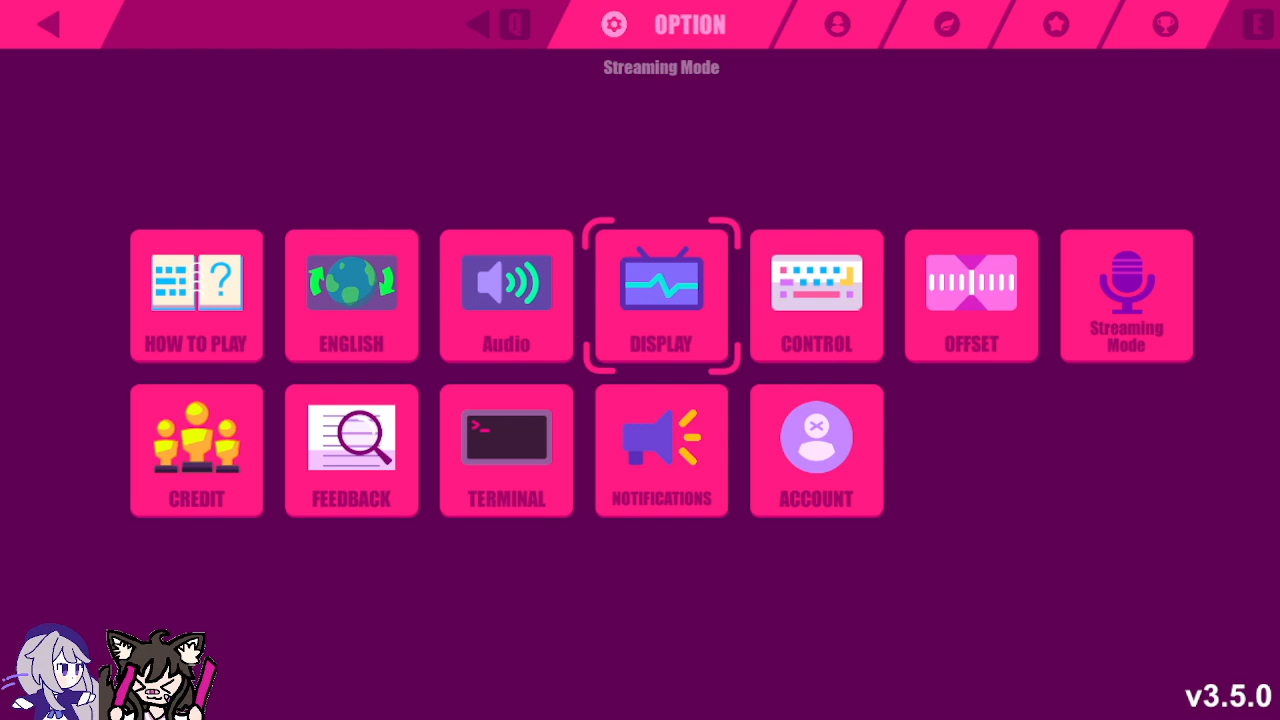 Q
OPTION
E
Streaming Mode
HOW TO PLAY
ENGLISH
Audio
DISPLAY
CONTROL
OFFSET
Streaming
Mode
CREDIT
FEEDBACK
TERMINAL
NOTIFICATIONS
ACCOUNT
v3.5.0